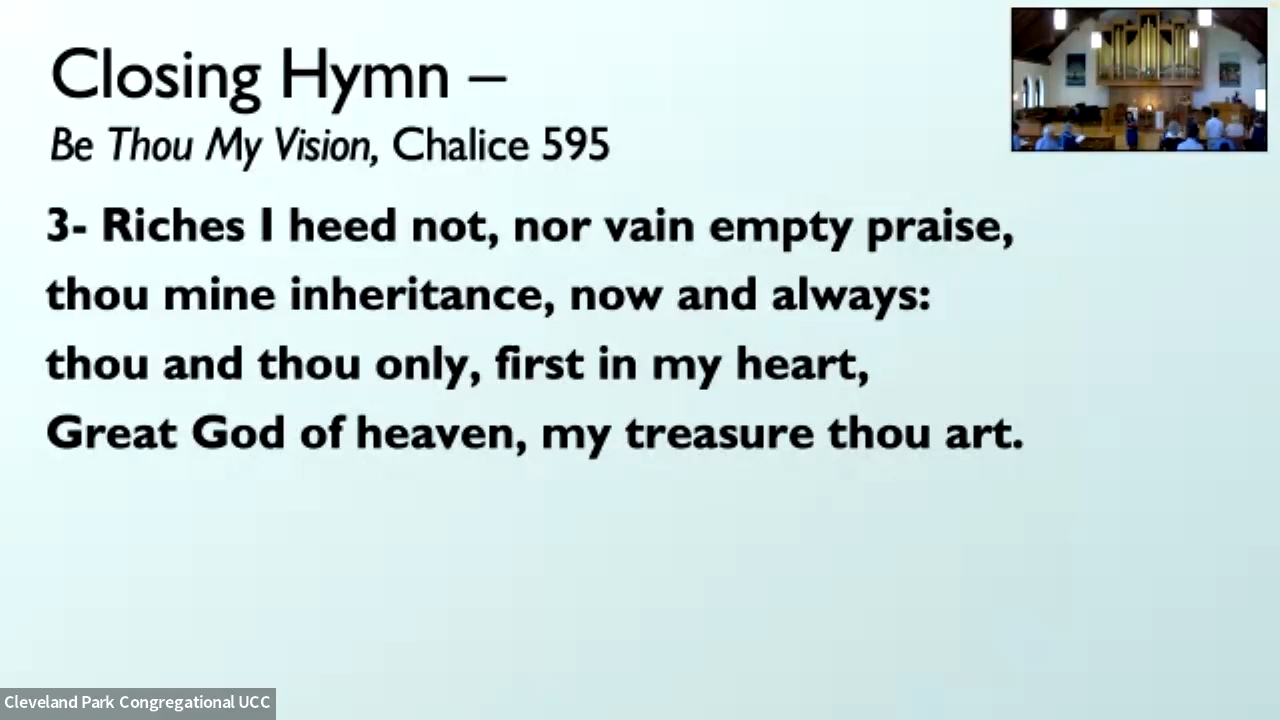 Closing Hymn –
Be Thou My Vision, Chalice 595
3- Riches I heed not, nor vain empty praise,
thou mine inheritance, now and always:
thou and thou only, first in my heart,
Great God of heaven, my treasure thou art.
Cleveland Park Congregational UCC